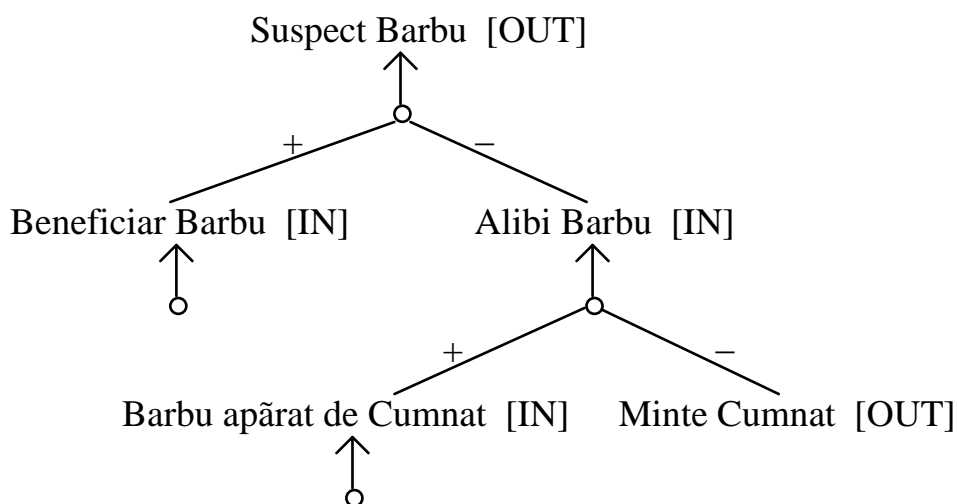 Suspect Barbu [OUT]
+ −
Beneficiar Barbu [IN] Alibi Barbu [IN]
+ −
Barbu apãrat de Cumnat [IN] Minte Cumnat [OUT]